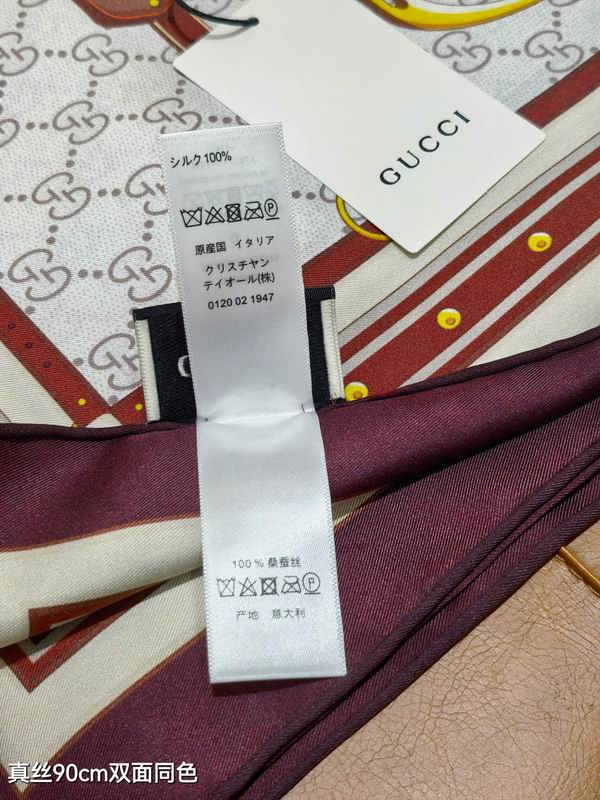 GUCCI
シルク100%
原産国 イタリア
クリスチャン
テイオール(株)
0120 02 1947
100% 桑蚕丝
产地 意大利
真丝90cm双面同色